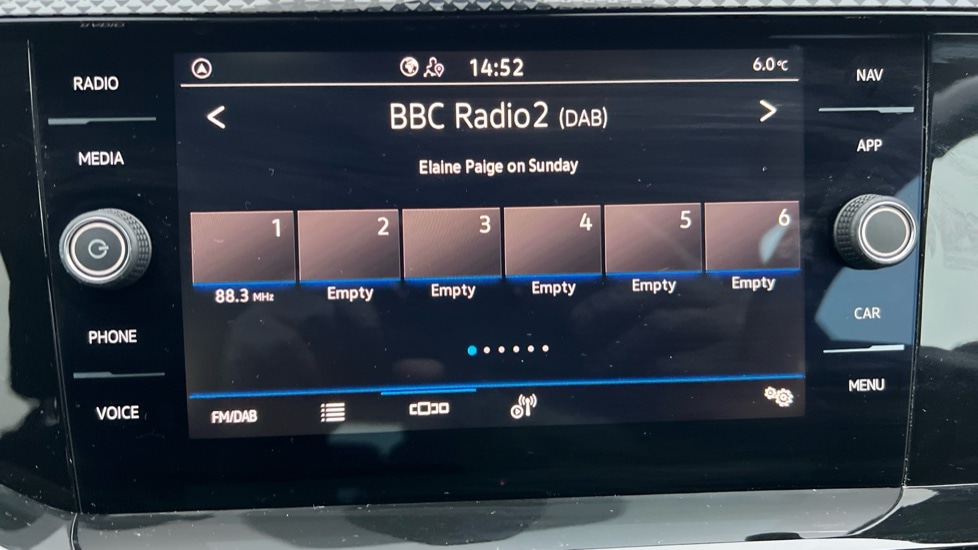 RADIO
MEDIA
PHONE
VOICE
14:52
6.0°C
< BBC Radio2 (DAB) >
Elaine Paige on Sunday
1 2 3 4 5 6
88.3 MHz Empty Empty Empty Empty Empty
FM/DAB
NAV
APP
CAR
MENU